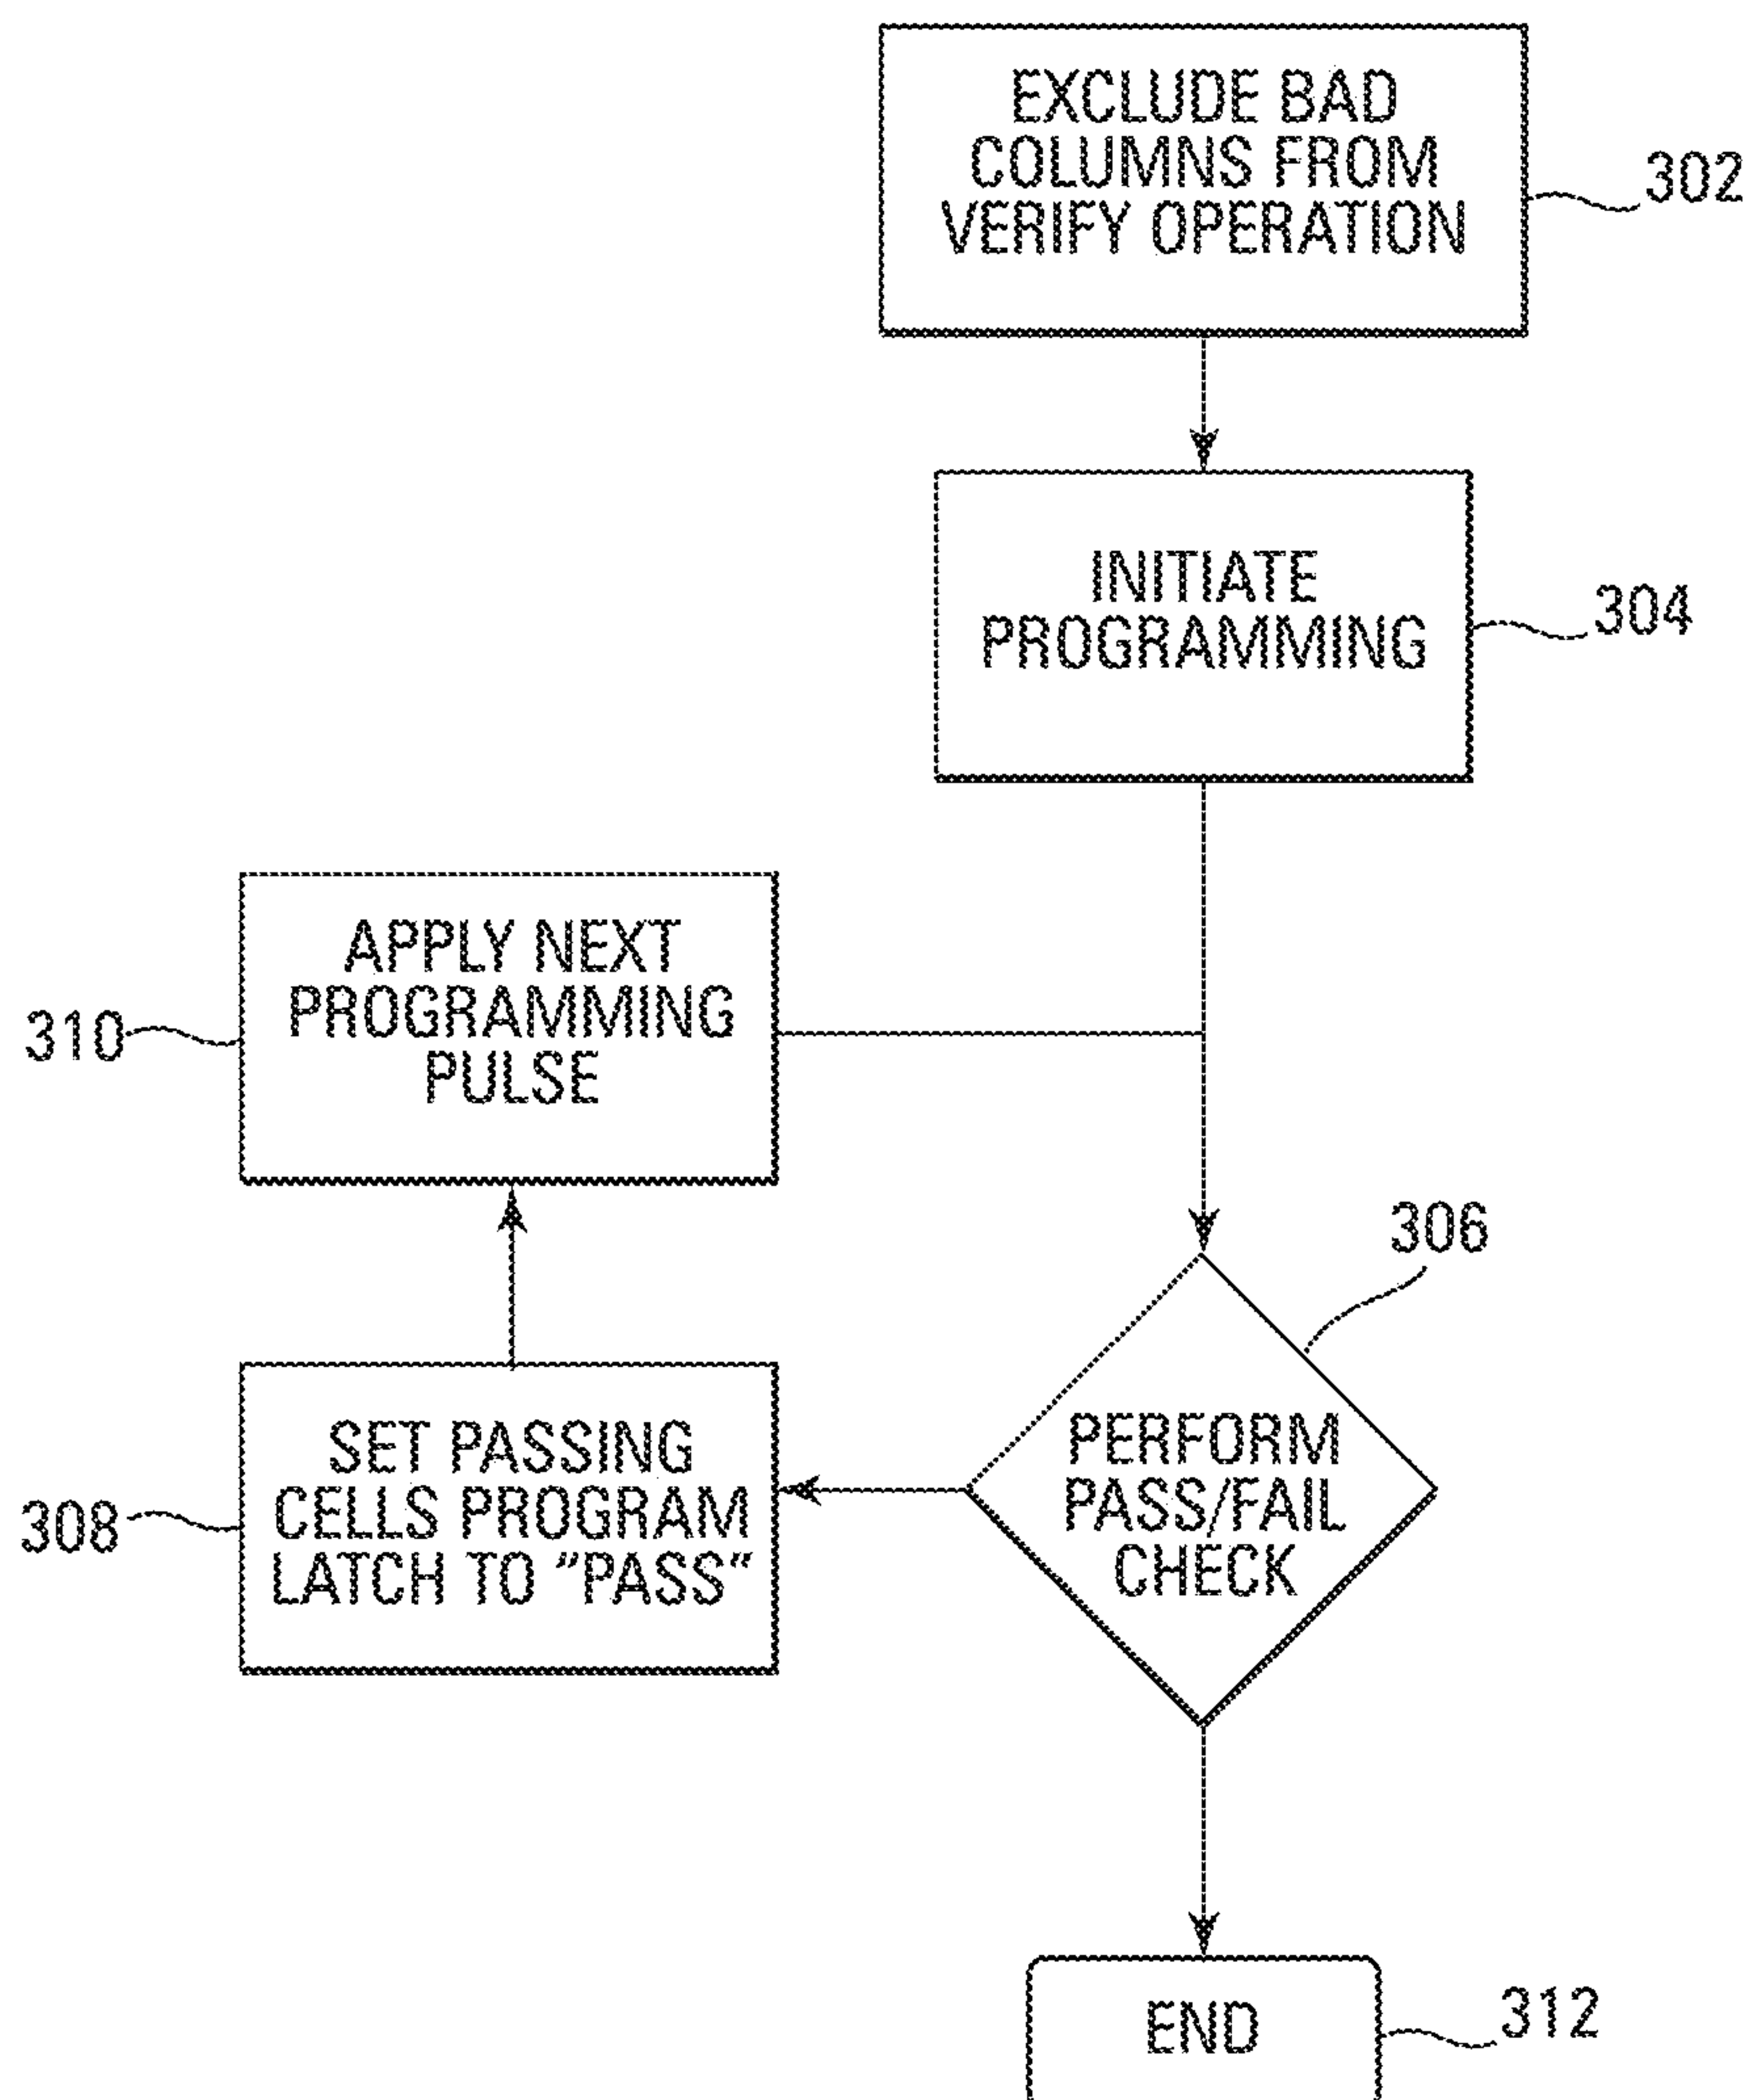 EXCLUDE BAD
COLUMNS FROM
VERIFY OPERATION
302
INITIATE
PROGRAMMING
304
APPLY NEXT
PROGRAMMING
PULSE
310
306
PERFORM
PASS/FAIL
CHECK
SET PASSING
CELLS PROGRAM
LATCH TO "PASS"
308
END
312